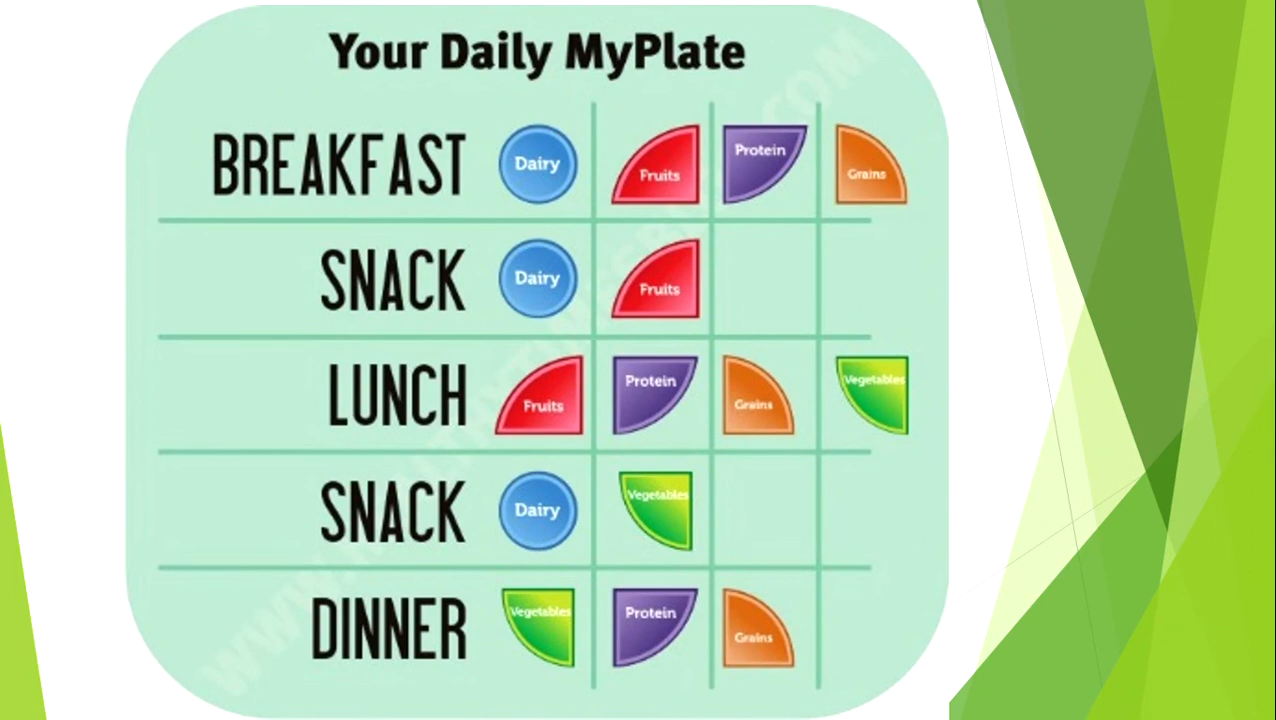 Your Daily MyPlate
BREAKFAST Dairy Fruits Protein Grains
SNACK Dairy Fruits
LUNCH Fruits Protein Grains Vegetables
SNACK Dairy Vegetables
DINNER Vegetables Protein Grains